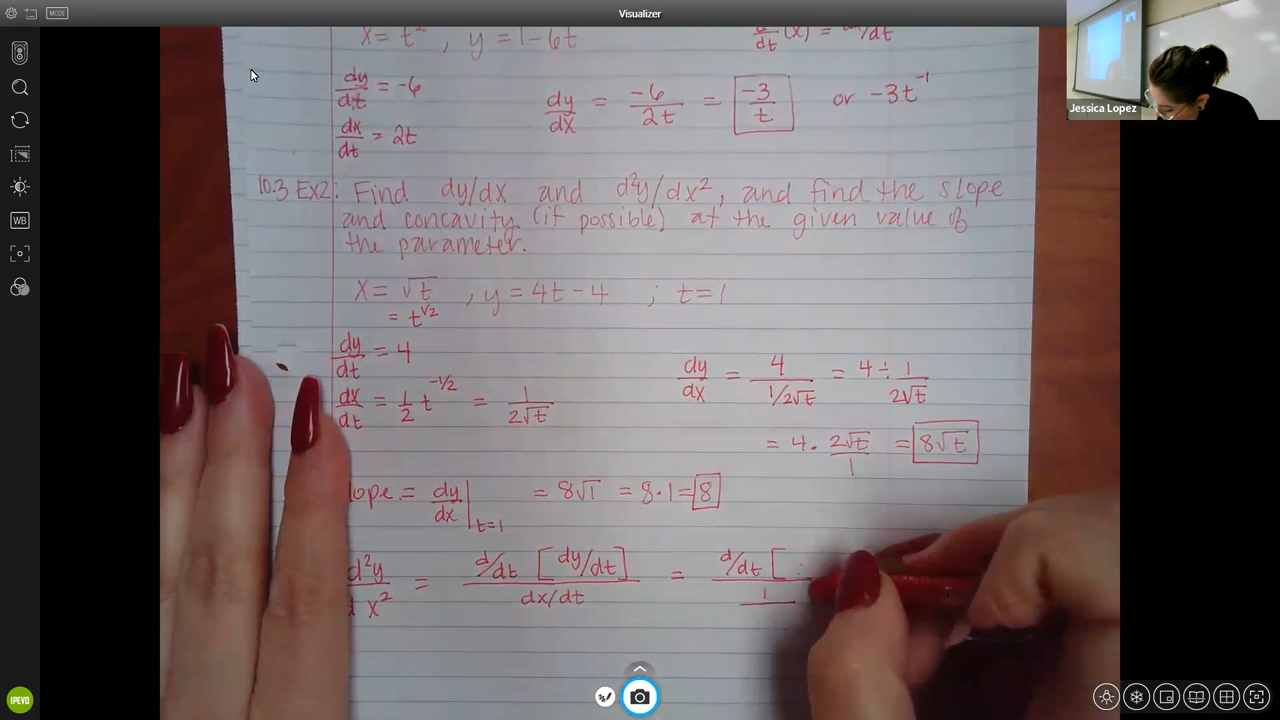 MODE
Visualizer
Jessica Lopez
x = t² , y = 1 - 6t
dy/dt = -6
dx/dt = 2t
dy/dx = -6/2t = -3/t or -3t⁻¹
10.3 Ex2: Find dy/dx and d²y/dx², and find the slope
and concavity (if possible) at the given value of
the parameter.
x = √t , y = 4t - 4 ; t = 1
= t^1/2
dy/dt = 4
dx/dt = 1/2 t^-1/2 = 1/2√t
dy/dx = 4/(1/2√t) = 4 ÷ 1/2√t
= 4 · 2√t/1 = 8√t
lope = dy/dx |t=1 = 8√1 = 8·1 = 8
d²y/dx² = d/dt [dy/dt] / dx/dt = d/dt [ / 1
WB
IPEVO